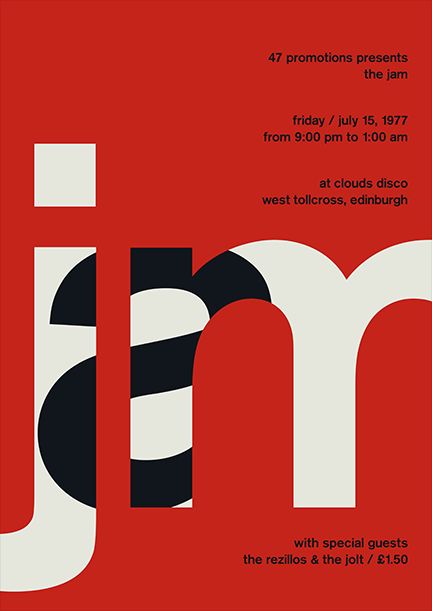 47 promotions presents
the jam
friday / july 15, 1977
from 9:00 pm to 1:00 am
at clouds disco
west tollcross, edinburgh
jam
with special guests
the rezillos & the jolt / £1.50